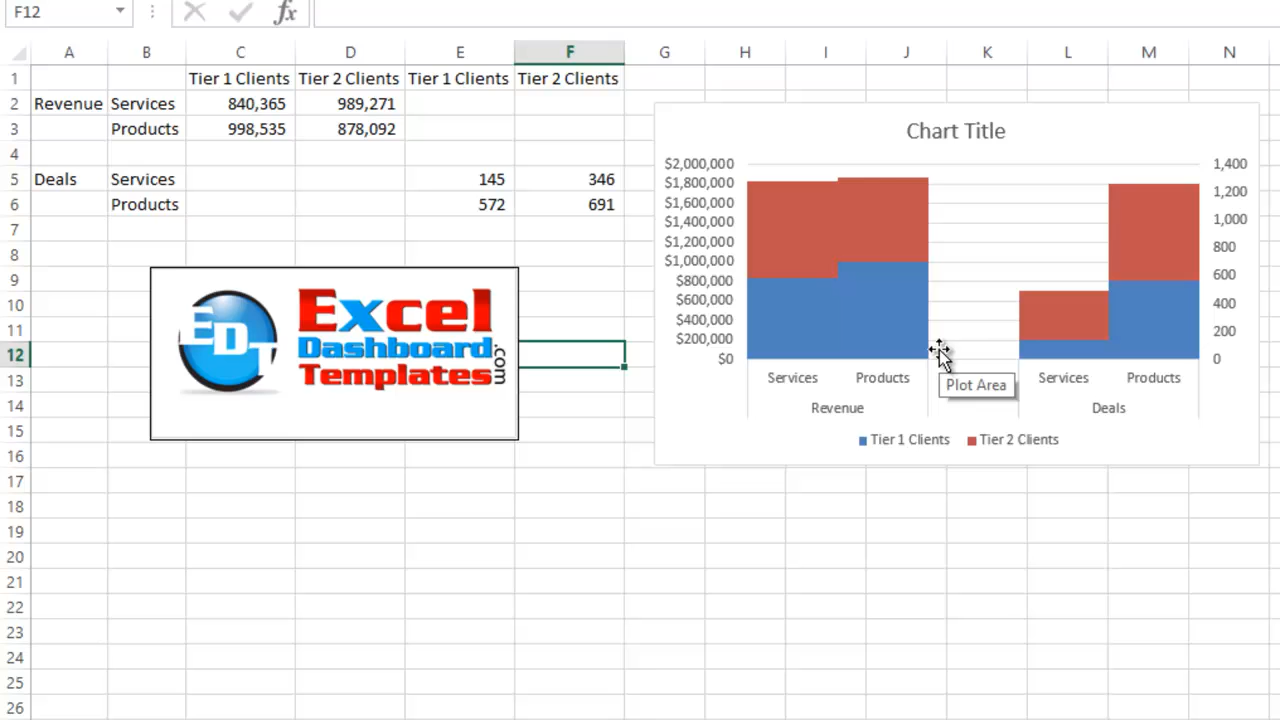 F12 fx
A B C D E F G H I J K L M N
1 Tier 1 Clients Tier 2 Clients Tier 1 Clients Tier 2 Clients
2 Revenue Services 840,365 989,271
3 Products 998,535 878,092
4
5 Deals Services 145 346
6 Products 572 691
7
8
9
10
11
12
13
14
15
16
17
18
19
20
21
22
23
24
25
26
EDT
Excel
Dashboard
Templates
.com
Chart Title
$2,000,000 1,400
$1,800,000 1,200
$1,600,000 1,000
$1,400,000 800
$1,200,000 600
$1,000,000 400
$800,000 200
$600,000 0
$400,000
$200,000
$0
Services Products Services Products
Plot Area
Revenue Deals
Tier 1 Clients Tier 2 Clients